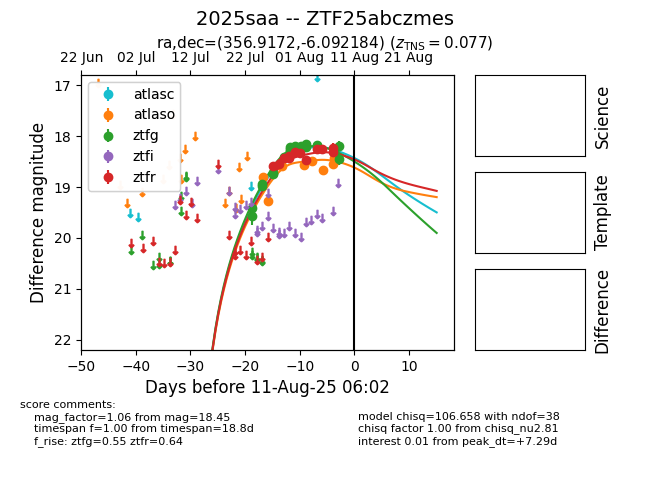 2025saa -- ZTF25abczmes
ra,dec=(356.9172,-6.092184) (zTNS = 0.077)
22 Jun 02 Jul 12 Jul 22 Jul 01 Aug 11 Aug 21 Aug
17
18
19
20
21
22
Difference magnitude
atlasc
atlaso
ztfg
ztfi
ztfr
−50 −40 −30 −20 −10 0 10
Days before 11-Aug-25 06:02
Science
Template
Difference
score comments:
mag_factor=1.06 from mag=18.45
timespan f=1.00 from timespan=18.8d
f_rise: ztfg=0.55 ztfr=0.64
model chisq=106.658 with ndof=38
chisq factor 1.00 from chisq_nu2.81
interest 0.01 from peak_dt=+7.29d